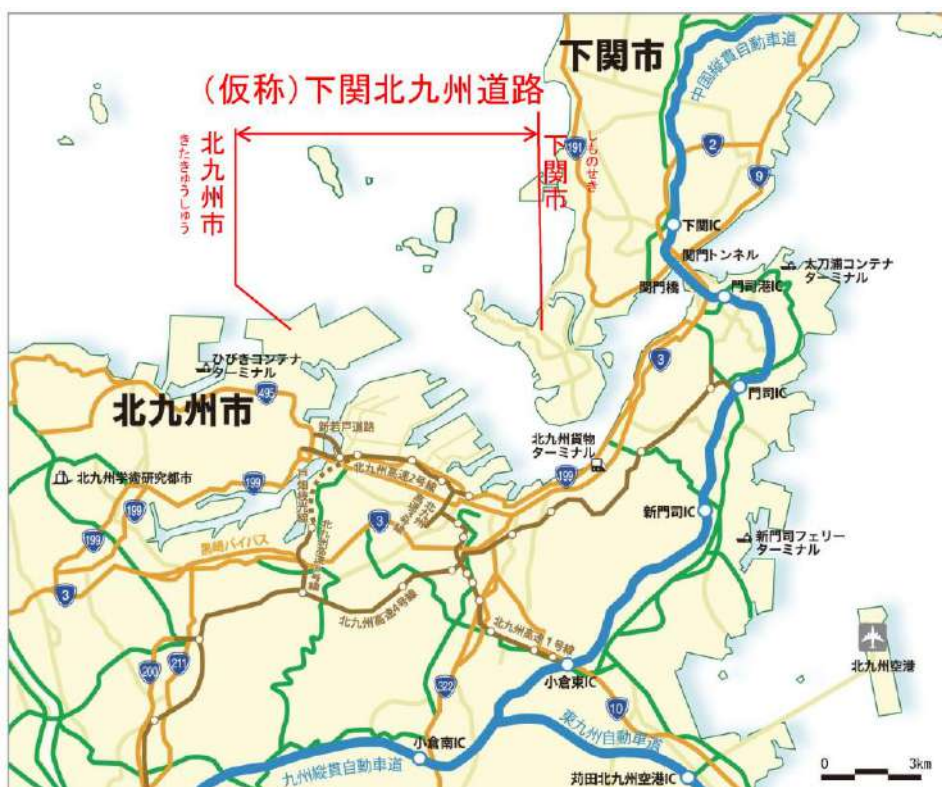 下関市
中国縦貫自動車道
(仮称)下関北九州道路
北九州市
きたきゅうしゅう
下関市
しものせき
191
2
9
下関IC
関門トンネル
関門橋
門司港IC
太刀浦コンテナ
ターミナル
3
門司IC
ひびきコンテナ
ターミナル
495
北九州市
新若戸道路
北九州高速2号線
北九州貨物
ターミナル
199
北九州学術研究都市
199
199
199
3
新門司IC
新門司フェリー
ターミナル
黒崎バイパス
3
北九州高速4号線
北九州高速1号線
200
211
322
小倉東IC
北九州空港
10
東九州自動車道
小倉南IC
九州縦貫自動車道
苅田北九州空港IC
0
3km